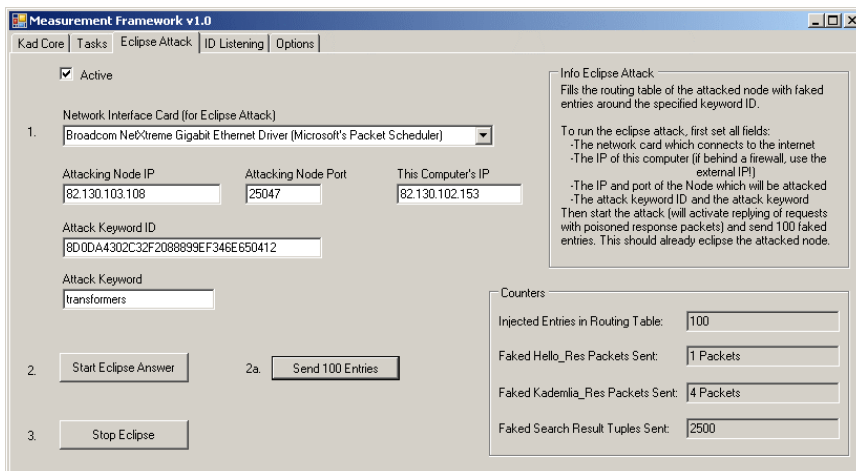 Measurement Framework v1.0
Kad Core Tasks Eclipse Attack ID Listening Options
Active
1.
Network Interface Card (for Eclipse Attack)
Broadcom NetXtreme Gigabit Ethernet Driver (Microsoft's Packet Scheduler)
Attacking Node IP Attacking Node Port This Computer's IP
82.130.103.108 25047 82.130.102.153
Attack Keyword ID
8D0DA4302C32F2088899EF346E650412
Attack Keyword
transformers
2. Start Eclipse Answer 2a. Send 100 Entries
3. Stop Eclipse
Info Eclipse Attack
Fills the routing table of the attacked node with faked
entries around the specified keyword ID.
To run the eclipse attack, first set all fields:
-The network card which connects to the internet
-The IP of this computer (if behind a firewall, use the
external IP!)
-The IP and port of the Node which will be attacked
-The attack keyword ID and the attack keyword
Then start the attack (will activate replying of requests
with poisoned response packets) and send 100 faked
entries. This should already eclipse the attacked node.
Counters
Injected Entries in Routing Table: 100
Faked Hello_Res Packets Sent: 1 Packets
Faked Kademlia_Res Packets Sent: 4 Packets
Faked Search Result Tuples Sent: 2500